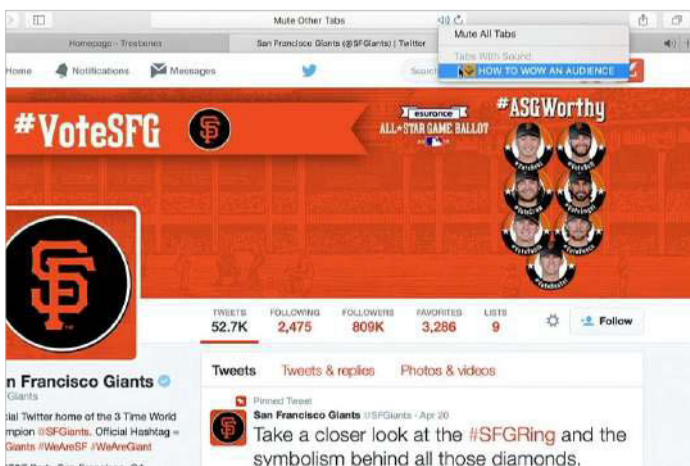 Mute Other Tabs
Mute All Tabs
Homepage - Treehouse
San Francisco Giants (@SFGiants) | Twitter
Tabs With Sound
HOW TO WOW AN AUDIENCE
Home
Notifications
Messages
#VoteSFG
SF
esurance
ALL★STAR GAME BALLOT
#ASGWorthy
SF
TWEETS
FOLLOWING
FOLLOWERS
FAVORITES
LISTS
52.7K
2,475
809K
3,286
9
Follow
Tweets
Tweets & replies
Photos & videos
n Francisco Giants
Giants
ial Twitter home of the 3 Time World
mpion @SFGiants. Official Hashtag =
Giants #WeAreSF #WeAreGiant
Pinned Tweet
San Francisco Giants @SFGiants · Apr 20
Take a closer look at the #SFGRing and the
symbolism behind all those diamonds.